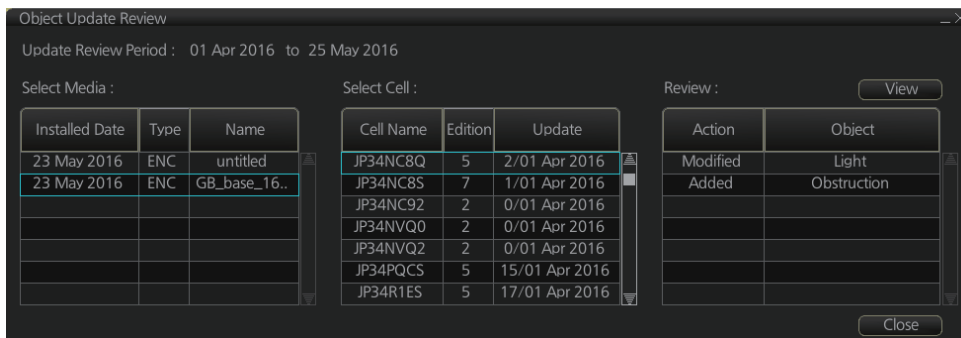 Object Update Review
Update Review Period : 01 Apr 2016 to 25 May 2016
Select Media : Select Cell : Review : View
Installed Date Type Name Cell Name Edition Update Action Object
23 May 2016 ENC untitled JP34NC8Q 5 2/01 Apr 2016 Modified Light
23 May 2016 ENC GB_base_16.. JP34NC8S 7 1/01 Apr 2016 Added Obstruction
JP34NC92 2 0/01 Apr 2016
JP34NVQ0 2 0/01 Apr 2016
JP34NVQ2 2 0/01 Apr 2016
JP34PQCS 5 15/01 Apr 2016
JP34R1ES 5 17/01 Apr 2016
Close